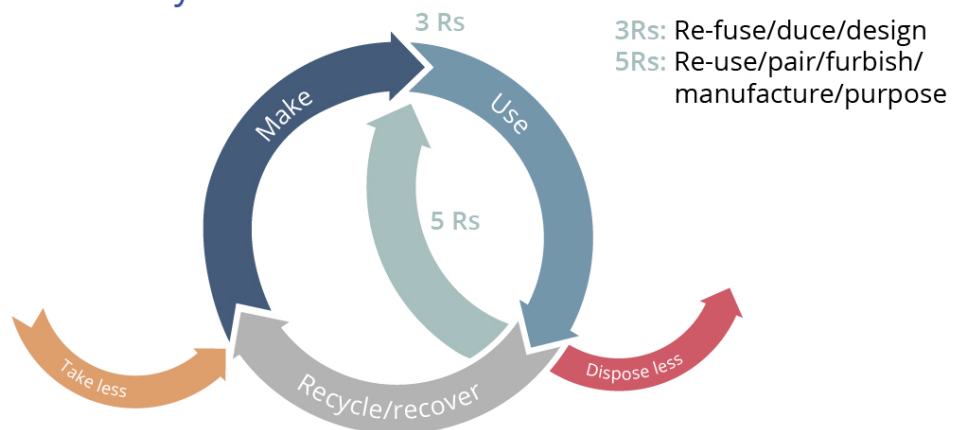 3 Rs
3Rs: Re-fuse/duce/design
5Rs: Re-use/pair/furbish/
manufacture/purpose
Make
Use
5 Rs
Take less
Recycle/recover
Dispose less